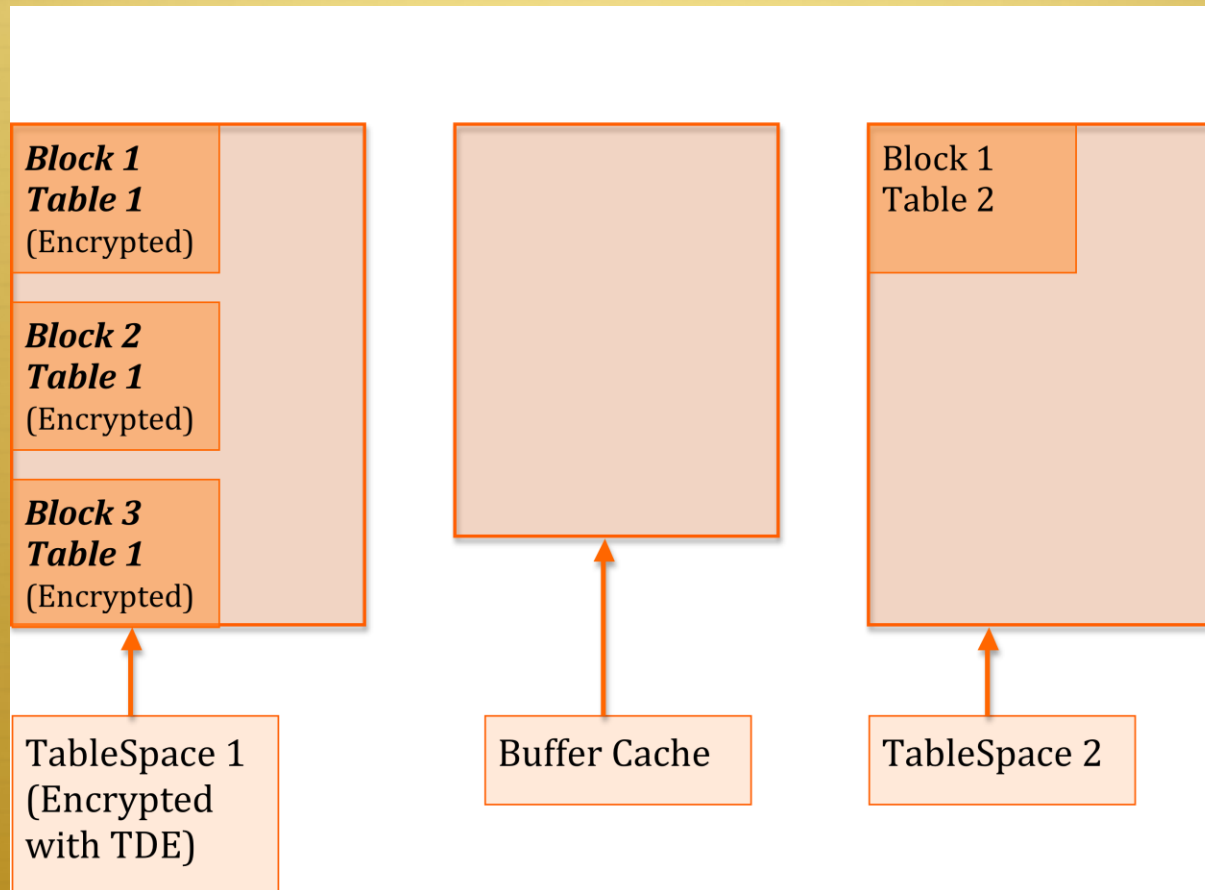 Block 1
Table 1
(Encrypted)
Block 2
Table 1
(Encrypted)
Block 3
Table 1
(Encrypted)
Block 1
Table 2
TableSpace 1
(Encrypted
with TDE)
Buffer Cache
TableSpace 2